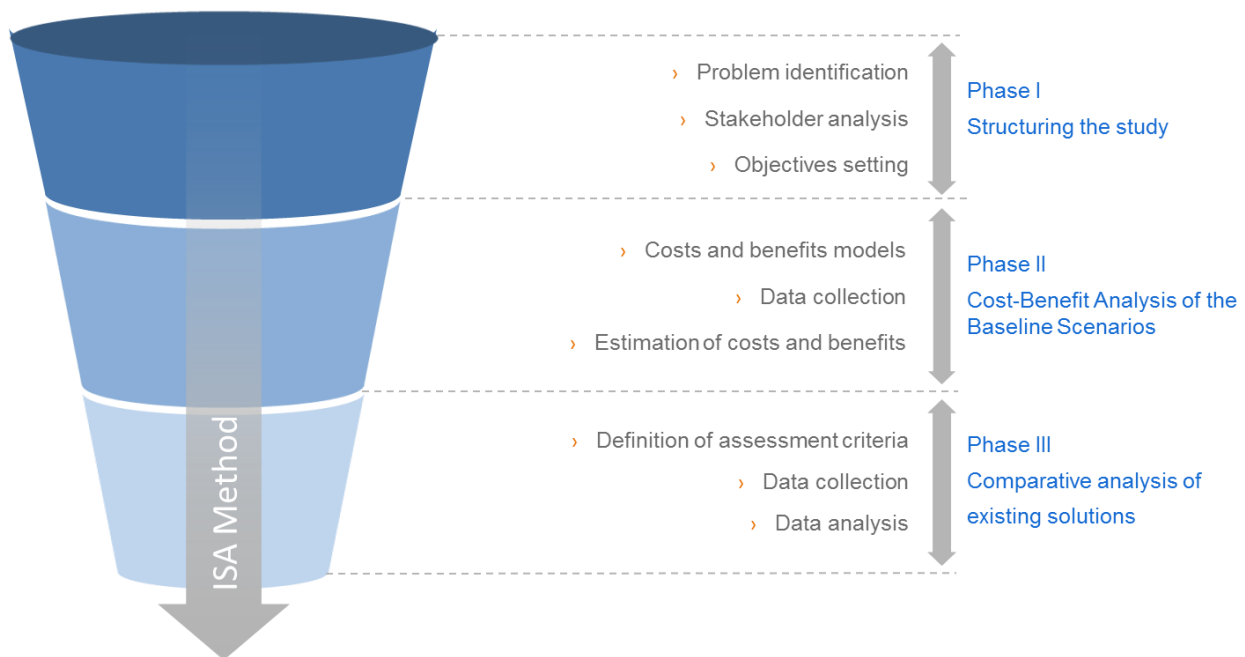 › Problem identification
› Stakeholder analysis
› Objectives setting
Phase I
Structuring the study
› Costs and benefits models
› Data collection
› Estimation of costs and benefits
Phase II
Cost-Benefit Analysis of the
Baseline Scenarios
› Definition of assessment criteria
› Data collection
› Data analysis
Phase III
Comparative analysis of
existing solutions
ISA Method